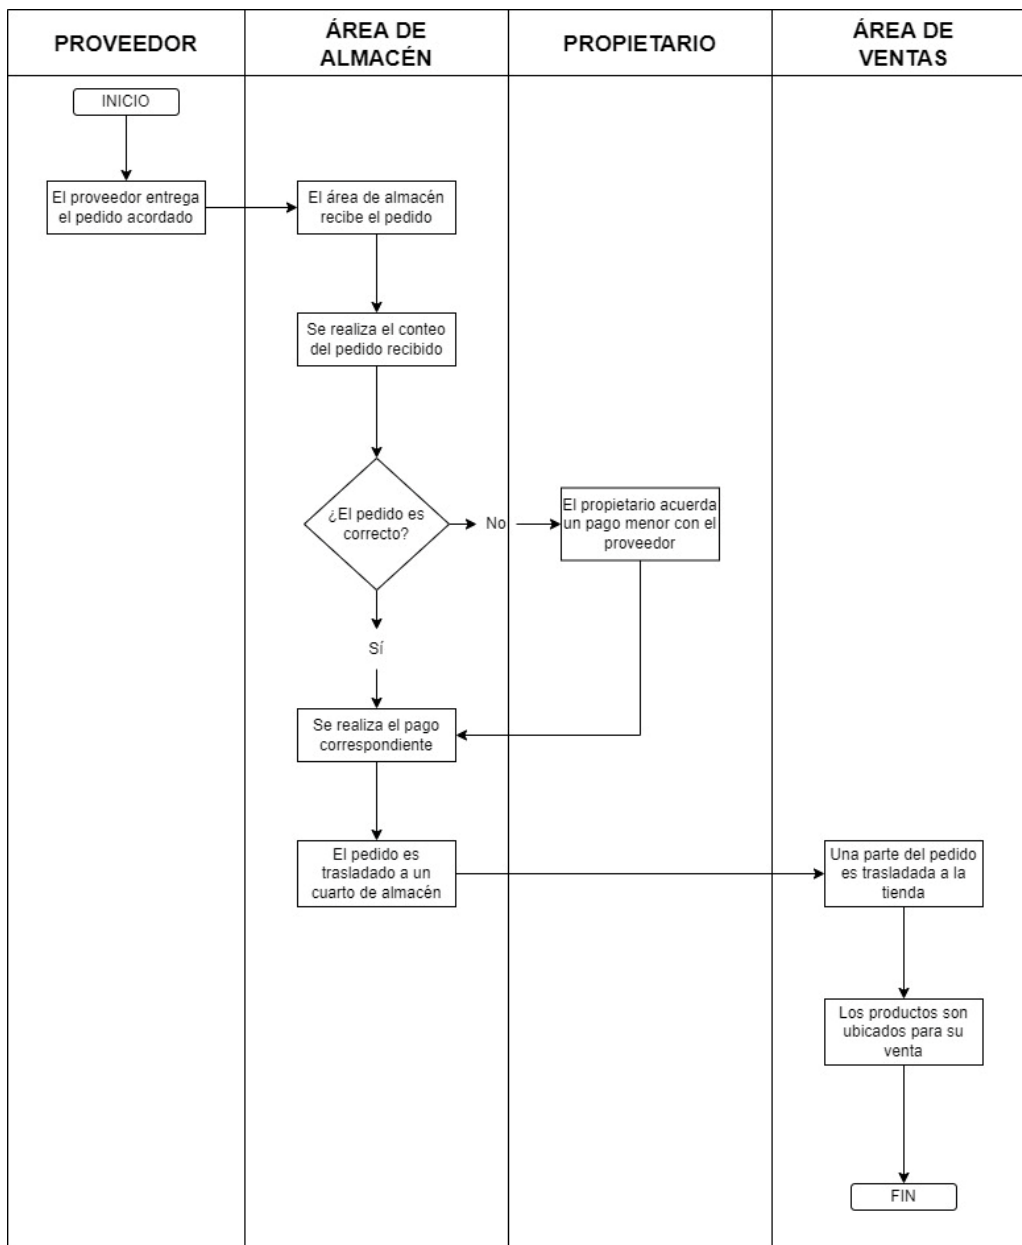 PROVEEDOR
ÁREA DE
ALMACÉN
PROPIETARIO
ÁREA DE
VENTAS
INICIO
El proveedor entrega
el pedido acordado
El área de almacén
recibe el pedido
Se realiza el conteo
del pedido recibido
¿El pedido es
correcto?
No
El propietario acuerda
un pago menor con el
proveedor
Sí
Se realiza el pago
correspondiente
El pedido es
trasladado a un
cuarto de almacén
Una parte del pedido
es trasladada a la
tienda
Los productos son
ubicados para su
venta
FIN